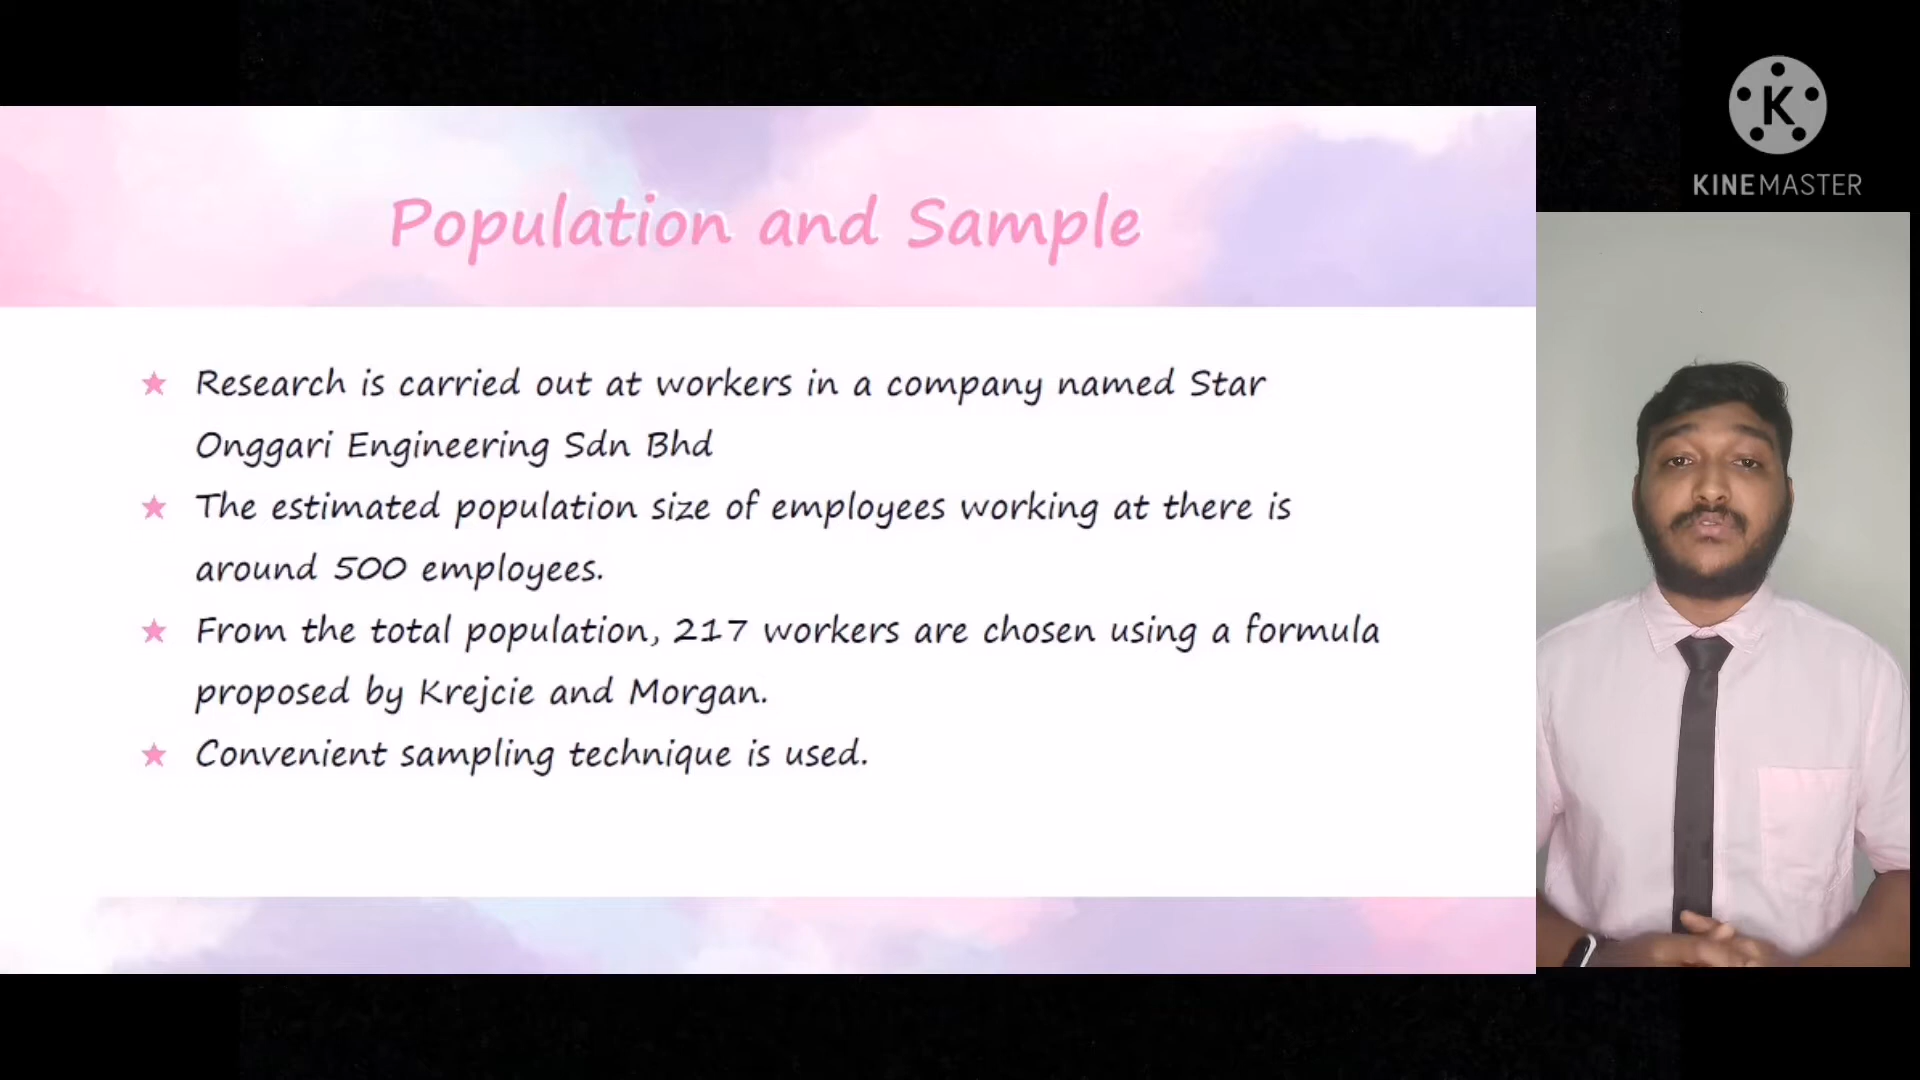 Population and Sample
Research is carried out at workers in a company named Star
Onggari Engineering Sdn Bhd
The estimated population size of employees working at there is
around 500 employees.
From the total population, 217 workers are chosen using a formula
proposed by Krejcie and Morgan.
Convenient sampling technique is used.
K
KINEMASTER